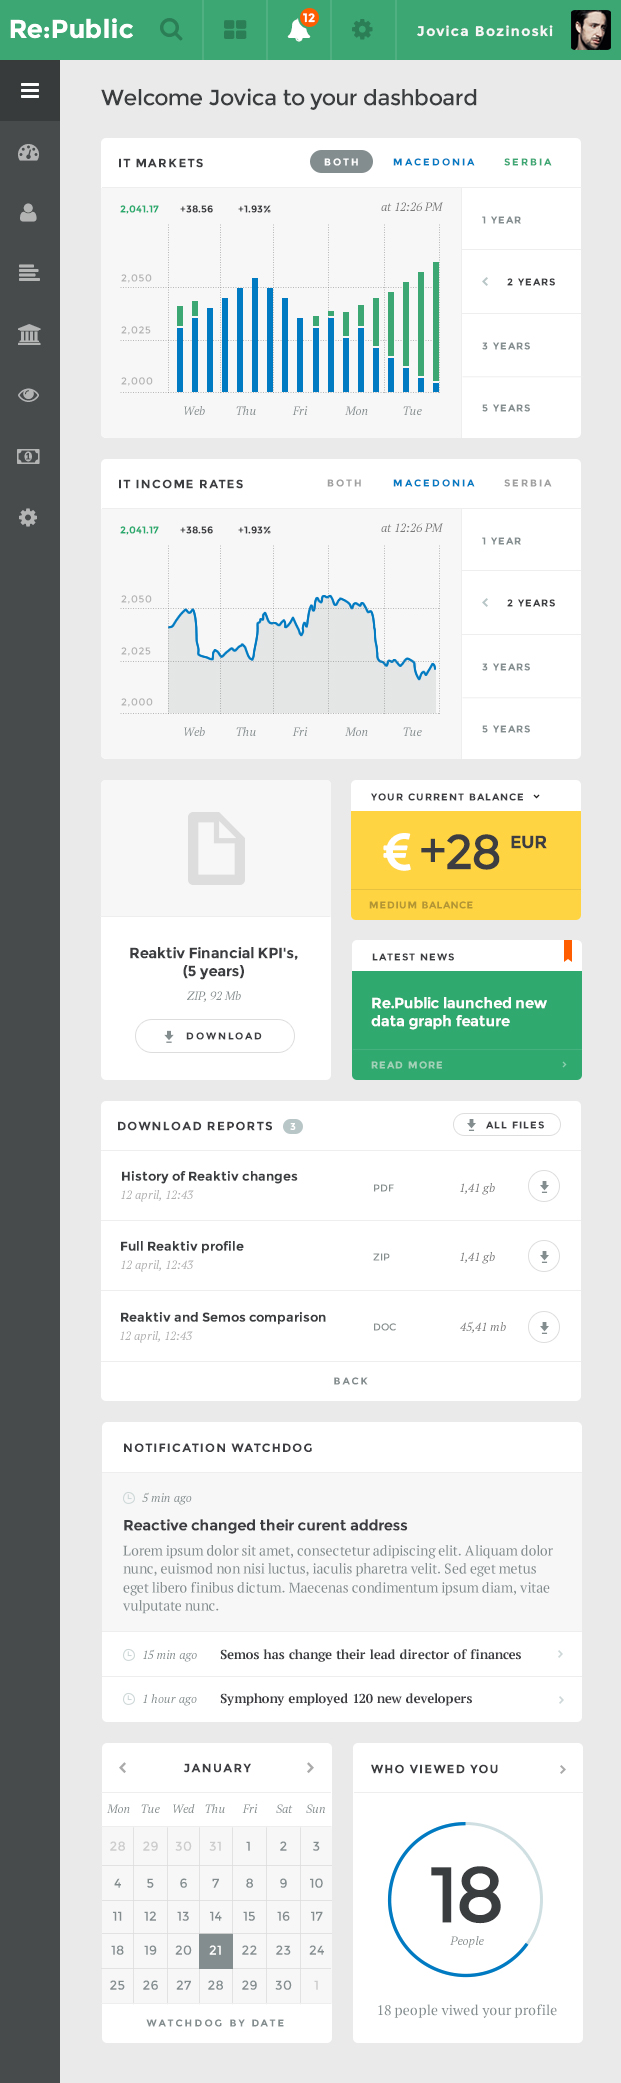 Re:Public
12
Jovica Bozinoski
Welcome Jovica to your dashboard
IT MARKETS
BOTH MACEDONIA SERBIA
2,041.17 +38.56 +1.93% at 12:26 PM
2,050
2,025
2,000
Wed Thu Fri Mon Tue
1 YEAR
2 YEARS
3 YEARS
5 YEARS
IT INCOME RATES
BOTH MACEDONIA SERBIA
2,041.17 +38.56 +1.93% at 12:26 PM
2,050
2,025
2,000
Web Thu Fri Mon Tue
1 YEAR
2 YEARS
3 YEARS
5 YEARS
Reaktiv Financial KPI's,
(5 years)
ZIP, 92 Mb
DOWNLOAD
YOUR CURRENT BALANCE
€ +28 EUR
MEDIUM BALANCE
LATEST NEWS
Re.Public launched new
data graph feature
READ MORE
DOWNLOAD REPORTS 3
ALL FILES
History of Reaktiv changes
12 april, 12:43
PDF 1,41 gb
Full Reaktiv profile
12 april, 12:43
ZIP 1,41 gb
Reaktiv and Semos comparison
12 april, 12:43
DOC 45,41 mb
BACK
NOTIFICATION WATCHDOG
5 min ago
Reactive changed their curent address
Lorem ipsum dolor sit amet, consectetur adipiscing elit. Aliquam dolor
nunc, euismod non nisi luctus, iaculis pharetra velit. Sed eget metus
eget libero finibus dictum. Maecenas condimentum ipsum diam, vitae
vulputate nunc.
15 min ago Semos has change their lead director of finances
1 hour ago Symphony employed 120 new developers
JANUARY
Mon Tue Wed Thu Fri Sat Sun
28 29 30 31 1 2 3
4 5 6 7 8 9 10
11 12 13 14 15 16 17
18 19 20 21 22 23 24
25 26 27 28 29 30 1
WATCHDOG BY DATE
WHO VIEWED YOU
18
People
18 people viwed your profile